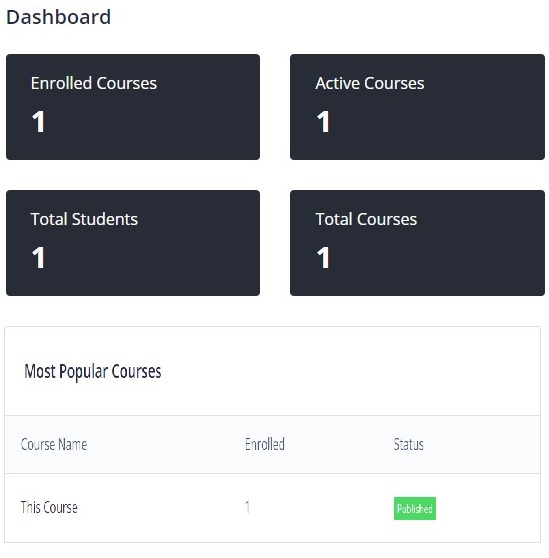 Dashboard
Enrolled Courses
1
Active Courses
1
Total Students
1
Total Courses
1
Most Popular Courses
Course Name Enrolled Status
This Course 1 Published